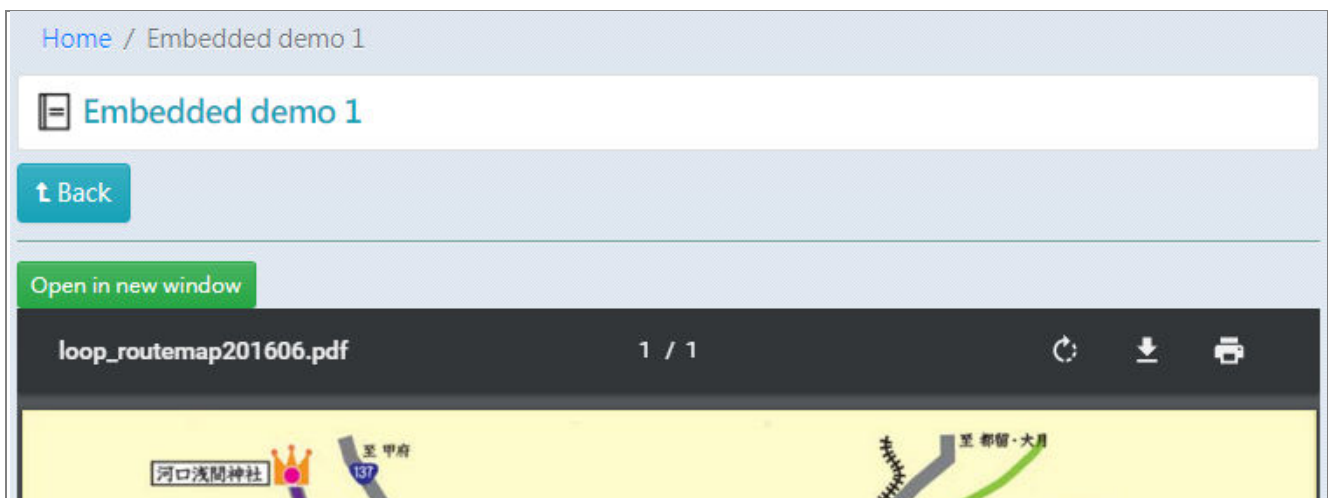 Home / Embedded demo 1
Embedded demo 1
Back
Open in new window
loop_routemap201606.pdf 1 / 1
至 甲府
至 都留・大月
河口浅間神社
137